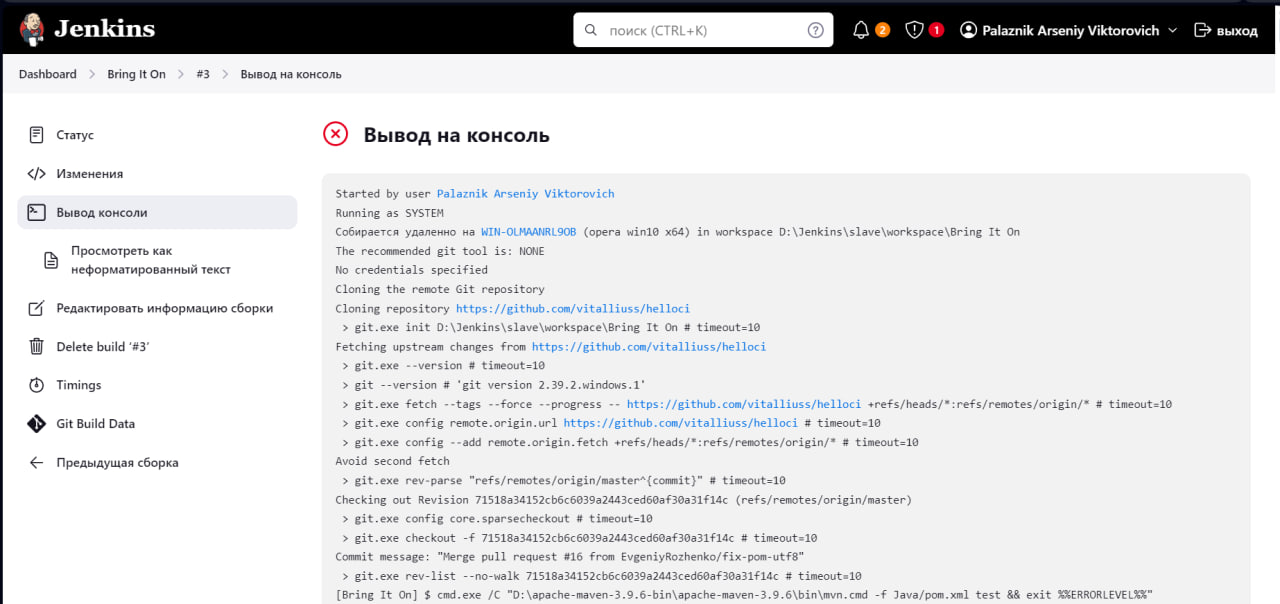 Jenkins
поиск (CTRL+K)
2
1
Palaznik Arseniy Viktorovich
выход
Dashboard
Bring It On
#3
Вывод на консоль
Статус
Изменения
Вывод консоли
Просмотреть как
неформатированный текст
Редактировать информацию сборки
Delete build ‘#3’
Timings
Git Build Data
Предыдущая сборка
Вывод на консоль
Started by user Palaznik Arseniy Viktorovich
Running as SYSTEM
Собирается удаленно на WIN-OLMAANRL9OB (opera win10 x64) in workspace D:\Jenkins\slave\workspace\Bring It On
The recommended git tool is: NONE
No credentials specified
Cloning the remote Git repository
Cloning repository https://github.com/vitalliuss/helloci
> git.exe init D:\Jenkins\slave\workspace\Bring It On # timeout=10
Fetching upstream changes from https://github.com/vitalliuss/helloci
> git.exe --version # timeout=10
> git --version # 'git version 2.39.2.windows.1'
> git.exe fetch --tags --force --progress -- https://github.com/vitalliuss/helloci +refs/heads/*:refs/remotes/origin/* # timeout=10
> git.exe config remote.origin.url https://github.com/vitalliuss/helloci # timeout=10
> git.exe config --add remote.origin.fetch +refs/heads/*:refs/remotes/origin/* # timeout=10
Avoid second fetch
> git.exe rev-parse "refs/remotes/origin/master^{commit}" # timeout=10
Checking out Revision 71518a34152cb6c6039a2443ced60af30a31f14c (refs/remotes/origin/master)
> git.exe config core.sparsecheckout # timeout=10
> git.exe checkout -f 71518a34152cb6c6039a2443ced60af30a31f14c # timeout=10
Commit message: "Merge pull request #16 from EvgeniyRozhenko/fix-pom-utf8"
> git.exe rev-list --no-walk 71518a34152cb6c6039a2443ced60af30a31f14c # timeout=10
[Bring It On] $ cmd.exe /C "D:\apache-maven-3.9.6-bin\apache-maven-3.9.6\bin\mvn.cmd -f Java/pom.xml test && exit %%ERRORLEVEL%%"